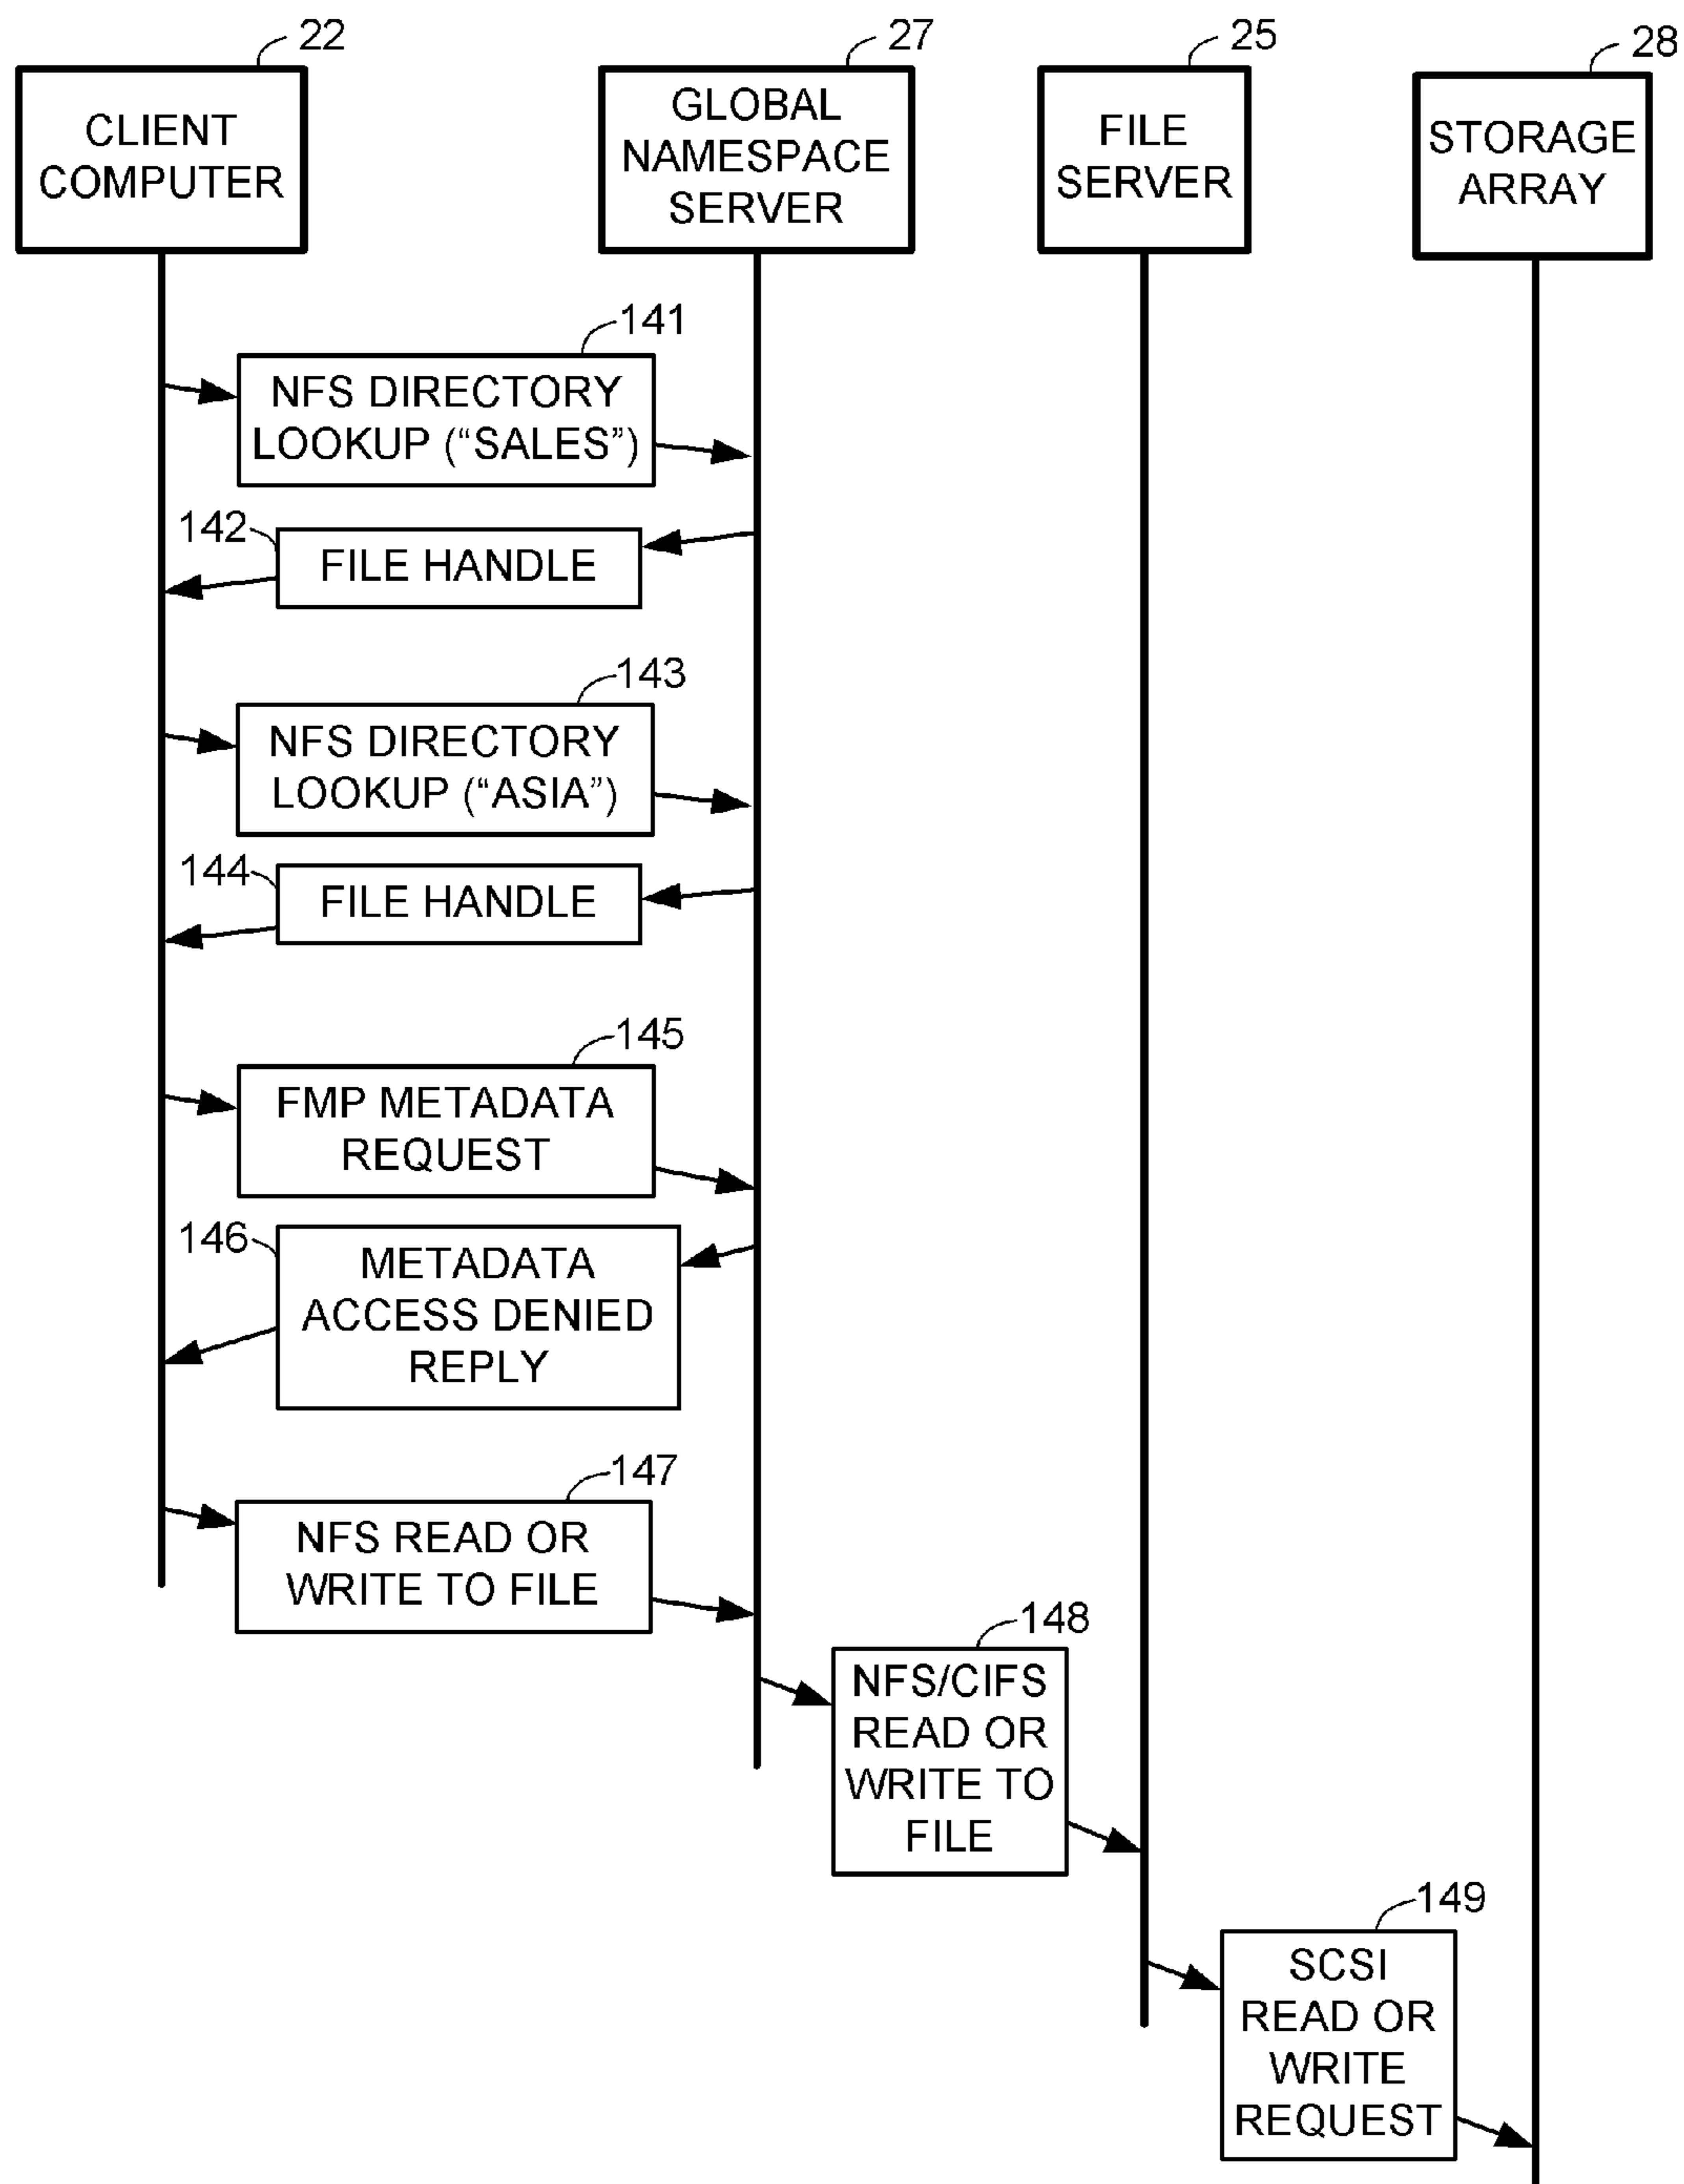 22
27
25
28
CLIENT
COMPUTER
GLOBAL
NAMESPACE
SERVER
FILE
SERVER
STORAGE
ARRAY
141
NFS DIRECTORY
LOOKUP (“SALES”)
142
FILE HANDLE
143
NFS DIRECTORY
LOOKUP (“ASIA”)
144
FILE HANDLE
145
FMP METADATA
REQUEST
146
METADATA
ACCESS DENIED
REPLY
147
NFS READ OR
WRITE TO FILE
148
NFS/CIFS
READ OR
WRITE TO
FILE
149
SCSI
READ OR
WRITE
REQUEST